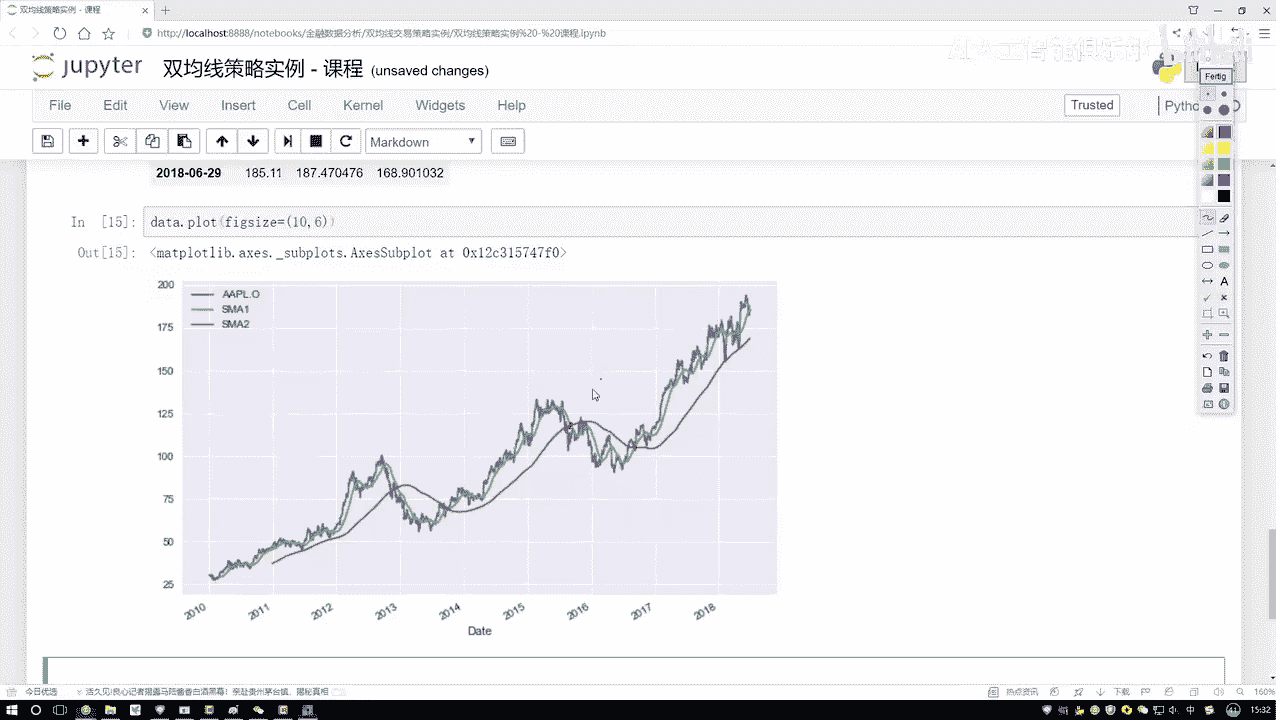 双均线策略实例 - 课程
http://localhost:8888/notebooks/金融数据分析/双均线交易策略实例/双均线策略实例%20-%20课程.ipynb
jupyter 双均线策略实例 - 课程 (unsaved changes)
Fertig
File Edit View Insert Cell Kernel Widgets Help Trusted Pytho
Markdown
2018-06-29 185.11 187.470476 168.901032
In [15]: data.plot(figsize=(10,6))
Out[15]: <matplotlib.axes._subplots.AxesSubplot at 0x12c315747f0>
AAPL.O
SMA1
SMA2
200
175
150
125
100
75
50
25
2010 2011 2012 2013 2014 2015 2016 2017 2018
Date
今日优选
热点资讯 下载 160%
中 15:32